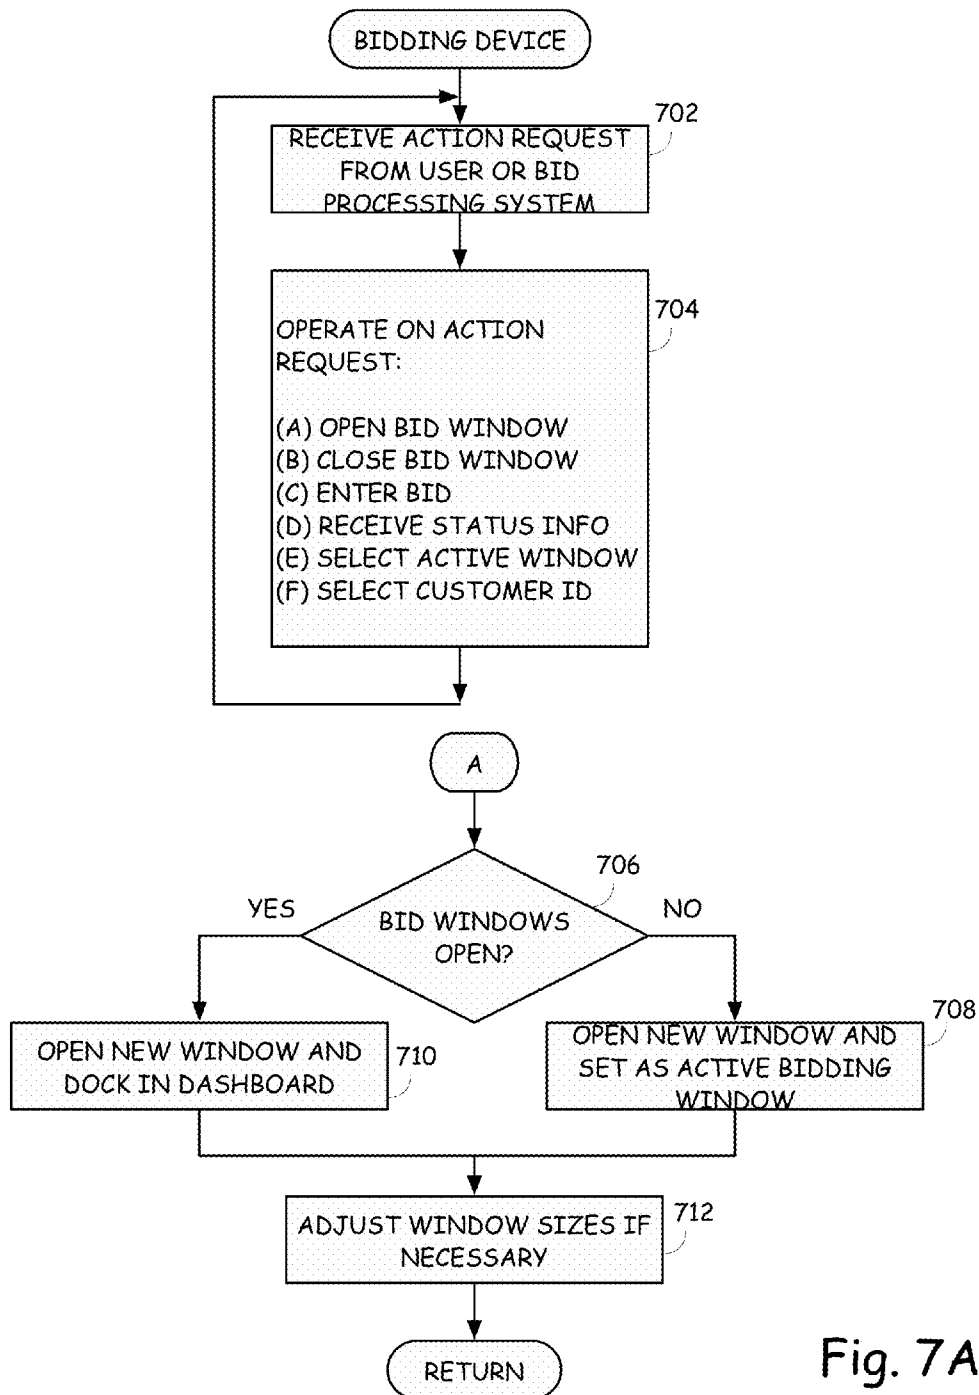 BIDDING DEVICE
702
RECEIVE ACTION REQUEST
FROM USER OR BID
PROCESSING SYSTEM
704
OPERATE ON ACTION
REQUEST:
(A) OPEN BID WINDOW
(B) CLOSE BID WINDOW
(C) ENTER BID
(D) RECEIVE STATUS INFO
(E) SELECT ACTIVE WINDOW
(F) SELECT CUSTOMER ID
A
706
YES
NO
BID WINDOWS
OPEN?
708
OPEN NEW WINDOW AND
DOCK IN DASHBOARD
710
OPEN NEW WINDOW AND
SET AS ACTIVE BIDDING
WINDOW
712
ADJUST WINDOW SIZES IF
NECESSARY
RETURN
Fig. 7A